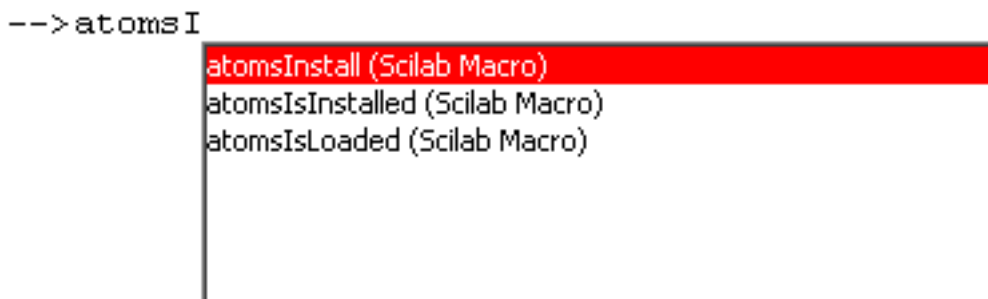 -->atomsI
atomsInstall (Scilab Macro)
atomsIsInstalled (Scilab Macro)
atomsIsLoaded (Scilab Macro)